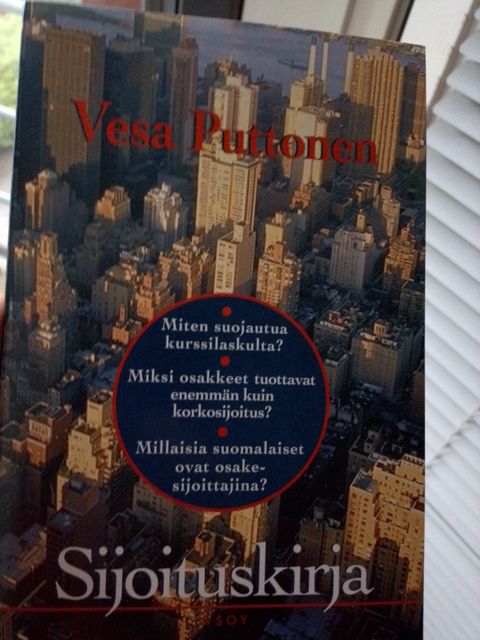 Vesa Puttonen
Miten suojautua
kurssilaskulta?
Miksi osakkeet tuottavat
enemmän kuin
korkosijoitus?
Millaisia suomalaiset
ovat osake-
sijoittajina?
Sijoituskirja